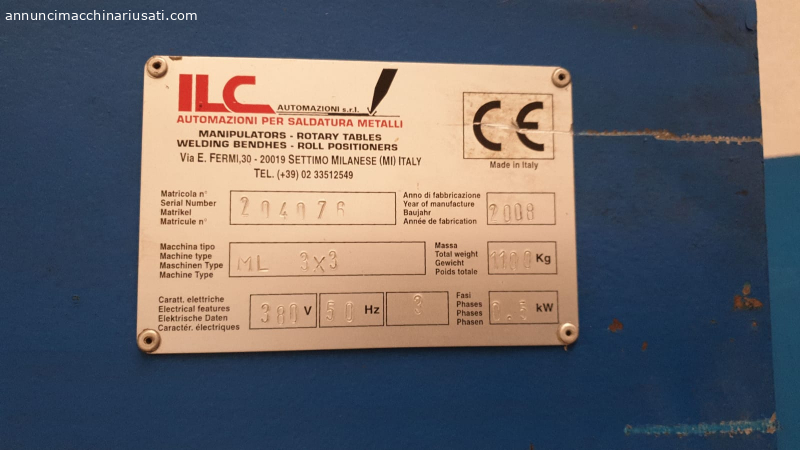 annuncimacchinariusati.com
ILC AUTOMAZIONI s.r.l.
AUTOMAZIONI PER SALDATURA METALLI
MANIPULATORS - ROTARY TABLES
WELDING BENDHES - ROLL POSITIONERS
VIA E. FERMI,30 - 20019 SETTIMO MILANESE (MI) ITALY
TEL. (+39) 02 33512549
CE
Made in Italy
Matricola n°
Serial Number
Matrikel
Matricule n°
204076
Anno di fabbricazione
Year of manufacture
Baujahr
Année de fabrication
2008
Macchina tipo
Machine type
Maschinen Type
Machine Type
ML 3x3
Massa
Total weight
Gewicht
Poids totale
1100 Kg
Caratt. elettriche
Electrical features
Elektrische Daten
Caractér. électriques
380 V 50 Hz 3
Fasi
Phases
Phases
Phasen
0.5 kW